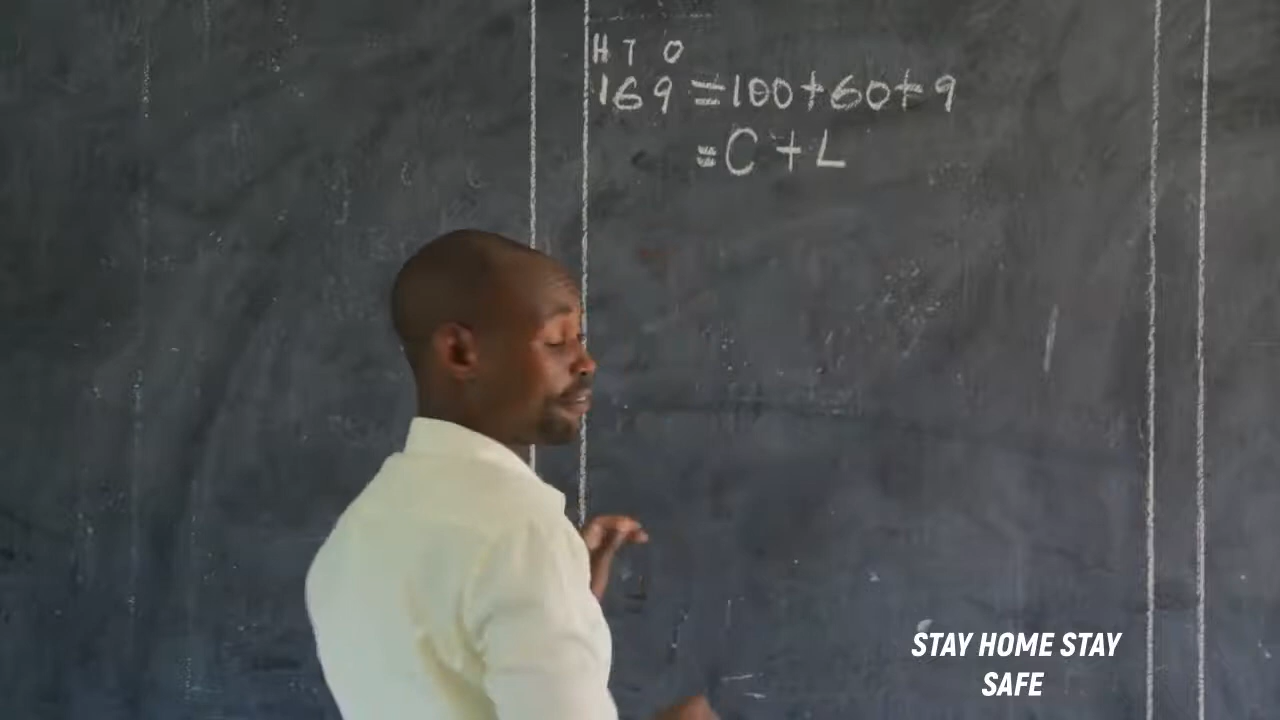 H T O
169 = 100 + 60 + 9
= C + L
STAY HOME STAY
SAFE